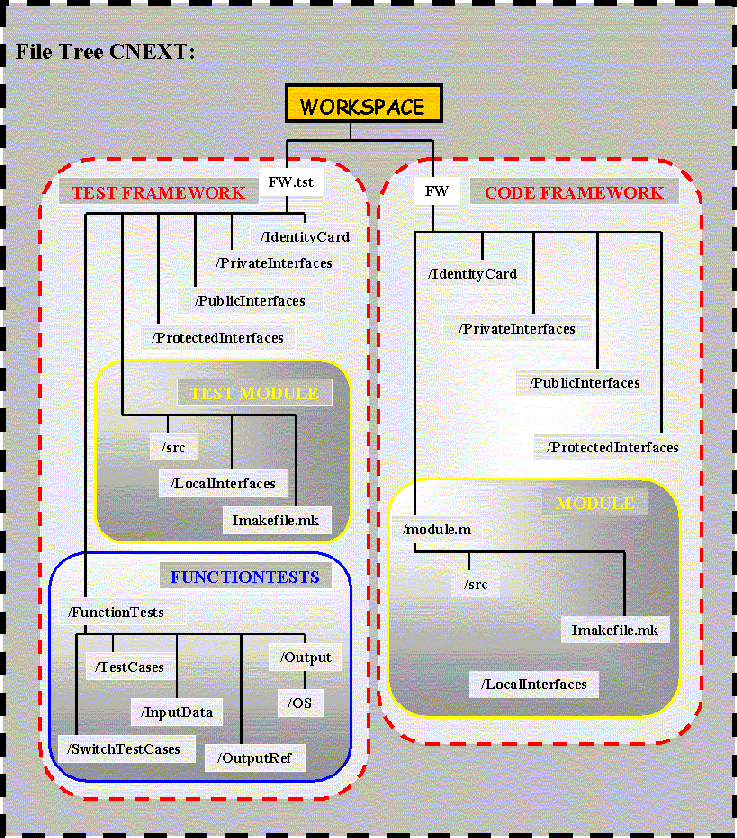 File Tree CNEXT:
WORKSPACE
FW.tst
TEST FRAMEWORK
/IdentityCard
/PrivateInterfaces
/PublicInterfaces
/ProtectedInterfaces
TEST MODULE
/src
/LocalInterfaces
Imakefile.mk
FUNCTIONTESTS
/FunctionTests
/TestCases
/Output
/InputData
/OS
/SwitchTestCases
/OutputRef
FW
CODE FRAMEWORK
/IdentityCard
/PrivateInterfaces
/PublicInterfaces
/ProtectedInterfaces
MODULE
/module.m
/src
Imakefile.mk
/LocalInterfaces